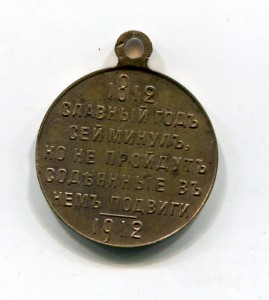 1812
СЛАВНЫЙ ГОДЪ
СЕЙ МИНУЛЪ,
НО НЕ ПРОЙДУТЪ
СОДѢЯННЫЕ ВЪ
НЕМЪ ПОДВИГИ
1912